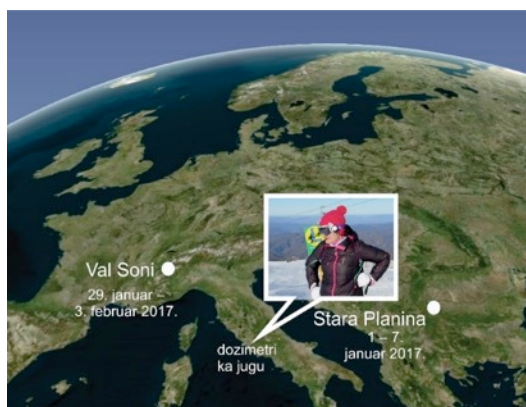 Val Soni
29. januar –
3. februar 2017.
Stara Planina
1 – 7.
januar 2017.
dozimetri
ka jugu